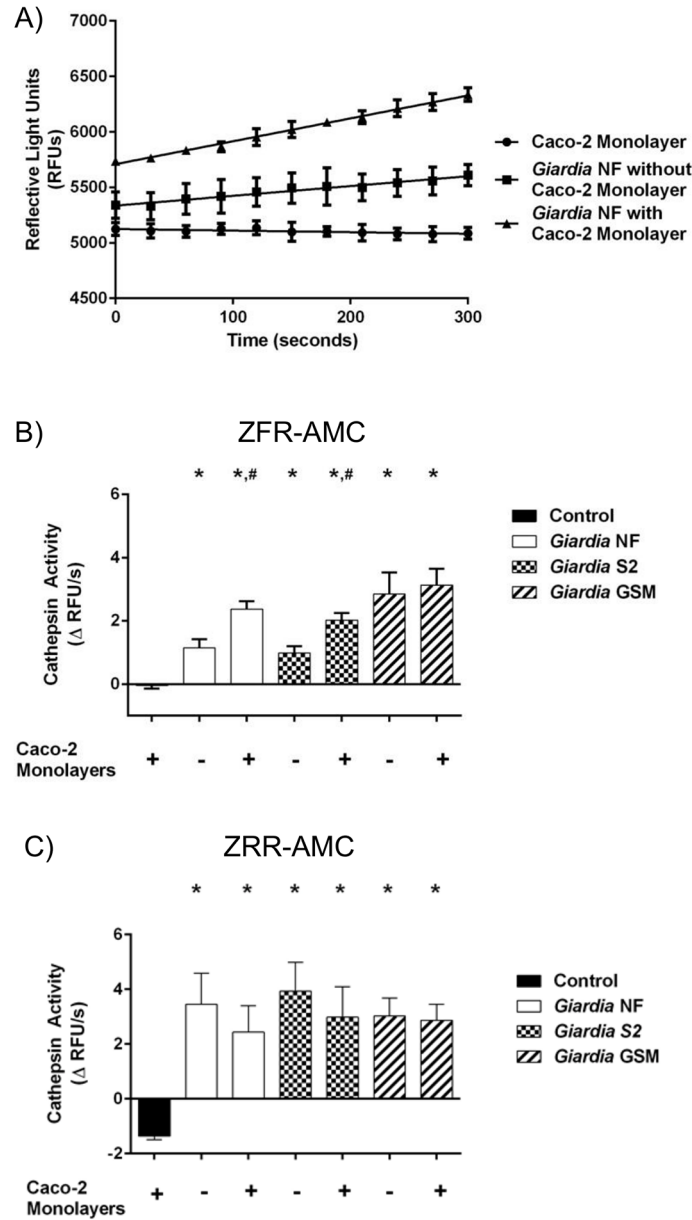 A)
7000
6500
6000
5500
5000
4500
Reflective Light Units
(RFUs)
0
100
200
300
Time (seconds)
Caco-2 Monolayer
Giardia NF without
Caco-2 Monolayer
Giardia NF with
Caco-2 Monolayer
B)
ZFR-AMC
* *,# * *,# * *
6
4
2
0
Cathepsin Activity
(Δ RFU/s)
Control
Giardia NF
Giardia S2
Giardia GSM
Caco-2
Monolayers
+ - + - + - +
C)
ZRR-AMC
* * * * * *
6
4
2
0
-2
Cathepsin Activity
(Δ RFU/s)
Control
Giardia NF
Giardia S2
Giardia GSM
Caco-2
Monolayers
+ - + - + - +